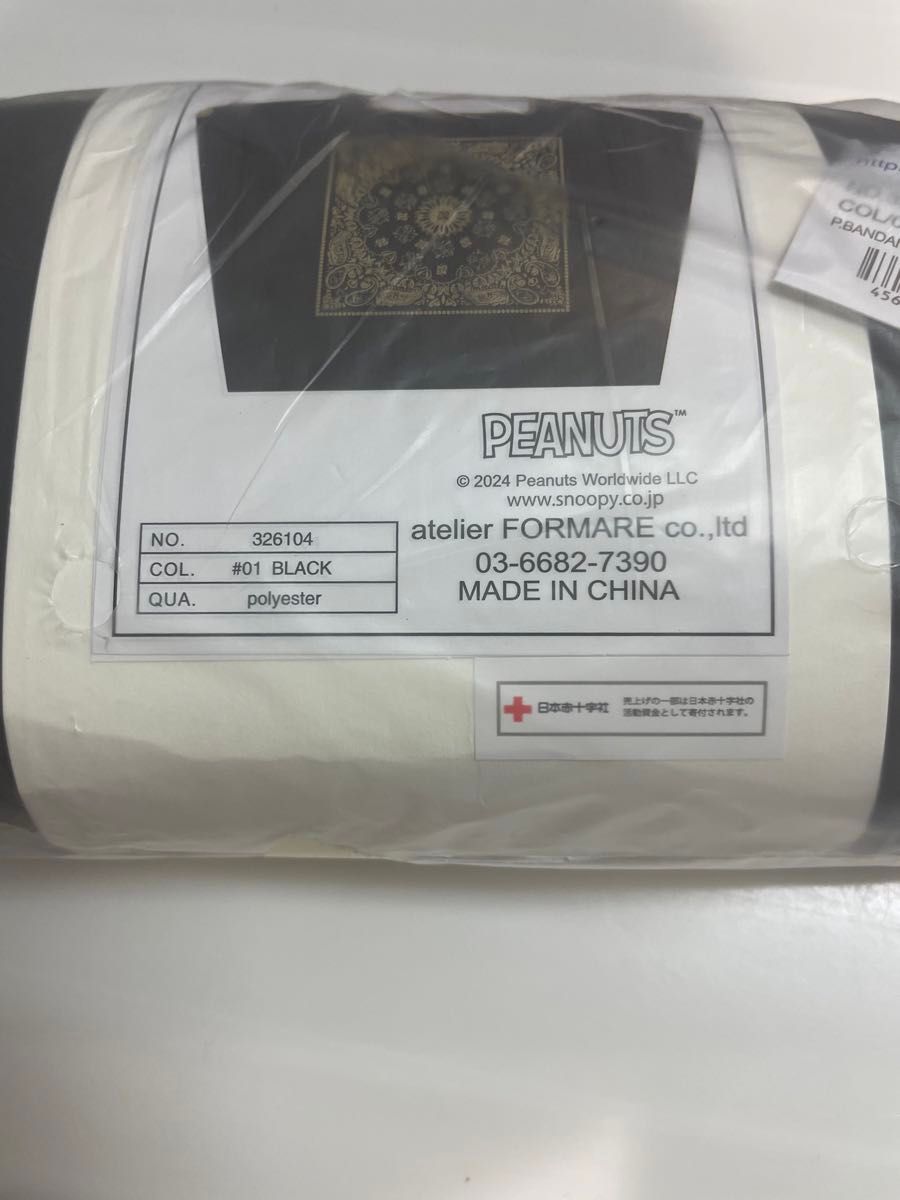 PEANUTS™
© 2024 Peanuts Worldwide LLC
www.snoopy.co.jp
atelier FORMARE co.,ltd
03-6682-7390
MADE IN CHINA
NO. 326104
COL. #01 BLACK
QUA. polyester
日本赤十字社
売上げの一部は日本赤十字社の
活動資金として寄付されます。
http
COL/
P.BANDA
456